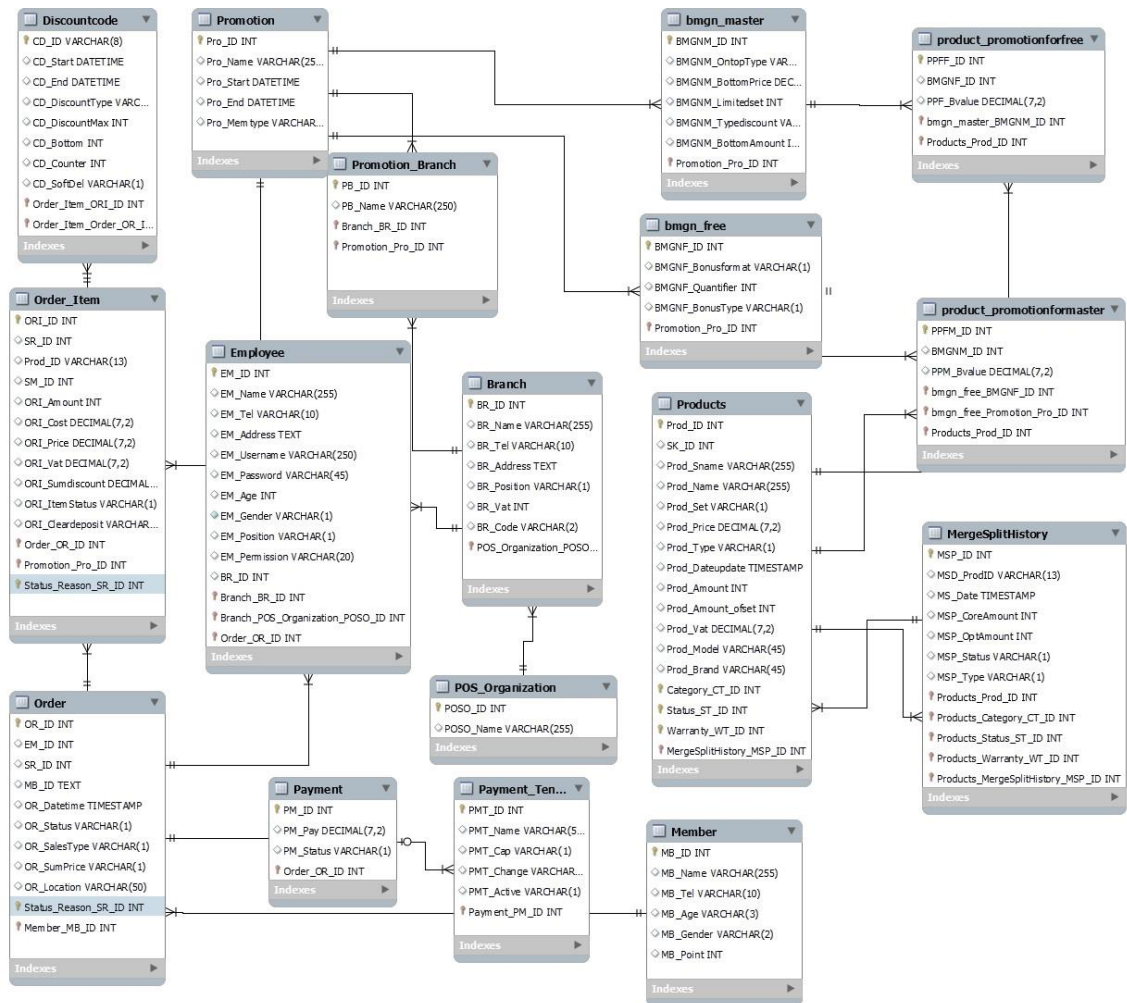 Discountcode
CD_ID VARCHAR(8)
CD_Start DATETIME
CD_End DATETIME
CD_DiscountType VARC...
CD_DiscountMax INT
CD_Bottom INT
CD_Counter INT
CD_SoftDel VARCHAR(1)
Order_Item_ORI_ID INT
Order_Item_Order_OR_I...
Indexes
Promotion
Pro_ID INT
Pro_Name VARCHAR(25...
Pro_Start DATETIME
Pro_End DATETIME
Pro_Memtype VARCHAR...
Indexes
Promotion_Branch
PB_ID INT
PB_Name VARCHAR(250)
Branch_BR_ID INT
Promotion_Pro_ID INT
Indexes
bmgn_master
BMGNM_ID INT
BMGNM_OntopType VAR...
BMGNM_BottomPrice DEC...
BMGNM_Limitedset INT
BMGNM_Typediscount VA...
BMGNM_BottomAmount I...
Promotion_Pro_ID INT
Indexes
product_promotionforfree
PPFF_ID INT
BMGNF_ID INT
PPF_Bvalue DECIMAL(7,2)
bmgn_master_BMGNM_ID INT
Products_Prod_ID INT
Indexes
bmgn_free
BMGNF_ID INT
BMGNF_Bonusformat VARCHAR(1)
BMGNF_Quantifier INT
BMGNF_BonusType VARCHAR(1)
Promotion_Pro_ID INT
Indexes
product_promotionformaster
PPFM_ID INT
BMGNM_ID INT
PPM_Bvalue DECIMAL(7,2)
bmgn_free_BMGNF_ID INT
bmgn_free_Promotion_Pro_ID INT
Products_Prod_ID INT
Indexes
Order_Item
ORI_ID INT
SR_ID INT
Prod_ID VARCHAR(13)
SM_ID INT
ORI_Amount INT
ORI_Cost DECIMAL(7,2)
ORI_Price DECIMAL(7,2)
ORI_Vat DECIMAL(7,2)
ORI_Sumdiscount DECIMAL...
ORI_ItemStatus VARCHAR(1)
ORI_Cleardeposit VARCHAR...
Order_OR_ID INT
Promotion_Pro_ID INT
Status_Reason_SR_ID INT
Indexes
Employee
EM_ID INT
EM_Name VARCHAR(255)
EM_Tel VARCHAR(10)
EM_Address TEXT
EM_Username VARCHAR(250)
EM_Password VARCHAR(45)
EM_Age INT
EM_Gender VARCHAR(1)
EM_Position VARCHAR(1)
EM_Permission VARCHAR(20)
BR_ID INT
Branch_BR_ID INT
Branch_POS_Organization_POSO_ID INT
Order_OR_ID INT
Indexes
Branch
BR_ID INT
BR_Name VARCHAR(255)
BR_Tel VARCHAR(10)
BR_Address TEXT
BR_Position VARCHAR(1)
BR_Vat INT
BR_Code VARCHAR(2)
POS_Organization_POSO...
Indexes
Products
Prod_ID INT
SK_ID INT
Prod_Sname VARCHAR(255)
Prod_Name VARCHAR(255)
Prod_Set VARCHAR(1)
Prod_Price DECIMAL(7,2)
Prod_Type VARCHAR(1)
Prod_Dateupdate TIMESTAMP
Prod_Amount INT
Prod_Amount_ofset INT
Prod_Vat DECIMAL(7,2)
Prod_Model VARCHAR(45)
Prod_Brand VARCHAR(45)
Category_CT_ID INT
Status_ST_ID INT
Warranty_WT_ID INT
MergeSplitHistory_MSP_ID INT
Indexes
MergeSplitHistory
MSP_ID INT
MSD_ProdID VARCHAR(13)
MS_Date TIMESTAMP
MSP_CoreAmount INT
MSP_OptAmount INT
MSP_Status VARCHAR(1)
MSP_Type VARCHAR(1)
Products_Prod_ID INT
Products_Category_CT_ID INT
Products_Status_ST_ID INT
Products_Warranty_WT_ID INT
Products_MergeSplitHistory_MSP_ID INT
Indexes
POS_Organization
POSO_ID INT
POSO_Name VARCHAR(255)
Indexes
Order
OR_ID INT
EM_ID INT
SR_ID INT
MB_ID TEXT
OR_Datetime TIMESTAMP
OR_Status VARCHAR(1)
OR_SalesType VARCHAR(1)
OR_SumPrice VARCHAR(1)
OR_Location VARCHAR(50)
Status_Reason_SR_ID INT
Member_MB_ID INT
Indexes
Payment
PM_ID INT
PM_Pay DECIMAL(7,2)
PM_Status VARCHAR(1)
Order_OR_ID INT
Indexes
Payment_Ten...
PMT_ID INT
PMT_Name VARCHAR(5...
PMT_Cap VARCHAR(1)
PMT_Change VARCHAR...
PMT_Active VARCHAR(1)
Payment_PM_ID INT
Indexes
Member
MB_ID INT
MB_Name VARCHAR(255)
MB_Tel VARCHAR(10)
MB_Age VARCHAR(3)
MB_Gender VARCHAR(2)
MB_Point INT
Indexes